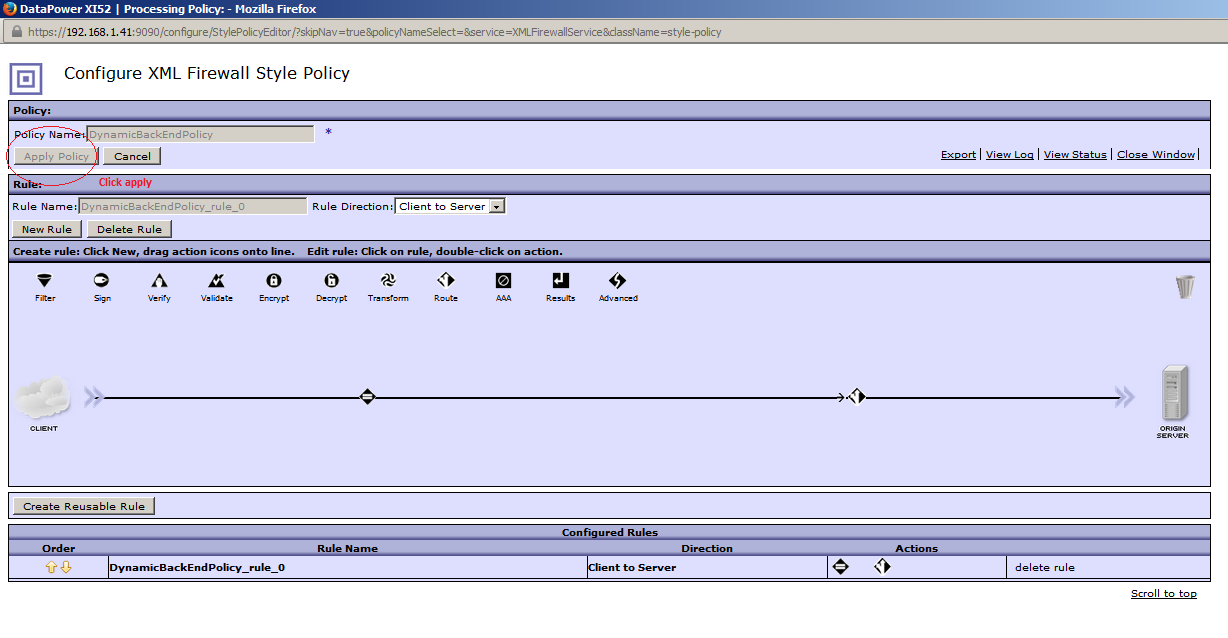 DataPower XI52 | Processing Policy: - Mozilla Firefox
https://192.168.1.41:9090/configure/StylePolicyEditor/?skipNav=true&policyNameSelect=&service=XMLFirewallService&className=style-policy
Configure XML Firewall Style Policy
Policy:
Policy Name: DynamicBackEndPolicy *
Apply Policy Cancel Export | View Log | View Status | Close Window |
Rule: Click apply
Rule Name: DynamicBackEndPolicy_rule_0 Rule Direction: Client to Server
New Rule Delete Rule
Create rule: Click New, drag action icons onto line. Edit rule: Click on rule, double-click on action.
Filter Sign Verify Validate Encrypt Decrypt Transform Route AAA Results Advanced
CLIENT ORIGIN
SERVER
Create Reusable Rule
Configured Rules
Order Rule Name Direction Actions
DynamicBackEndPolicy_rule_0 Client to Server delete rule
Scroll to top